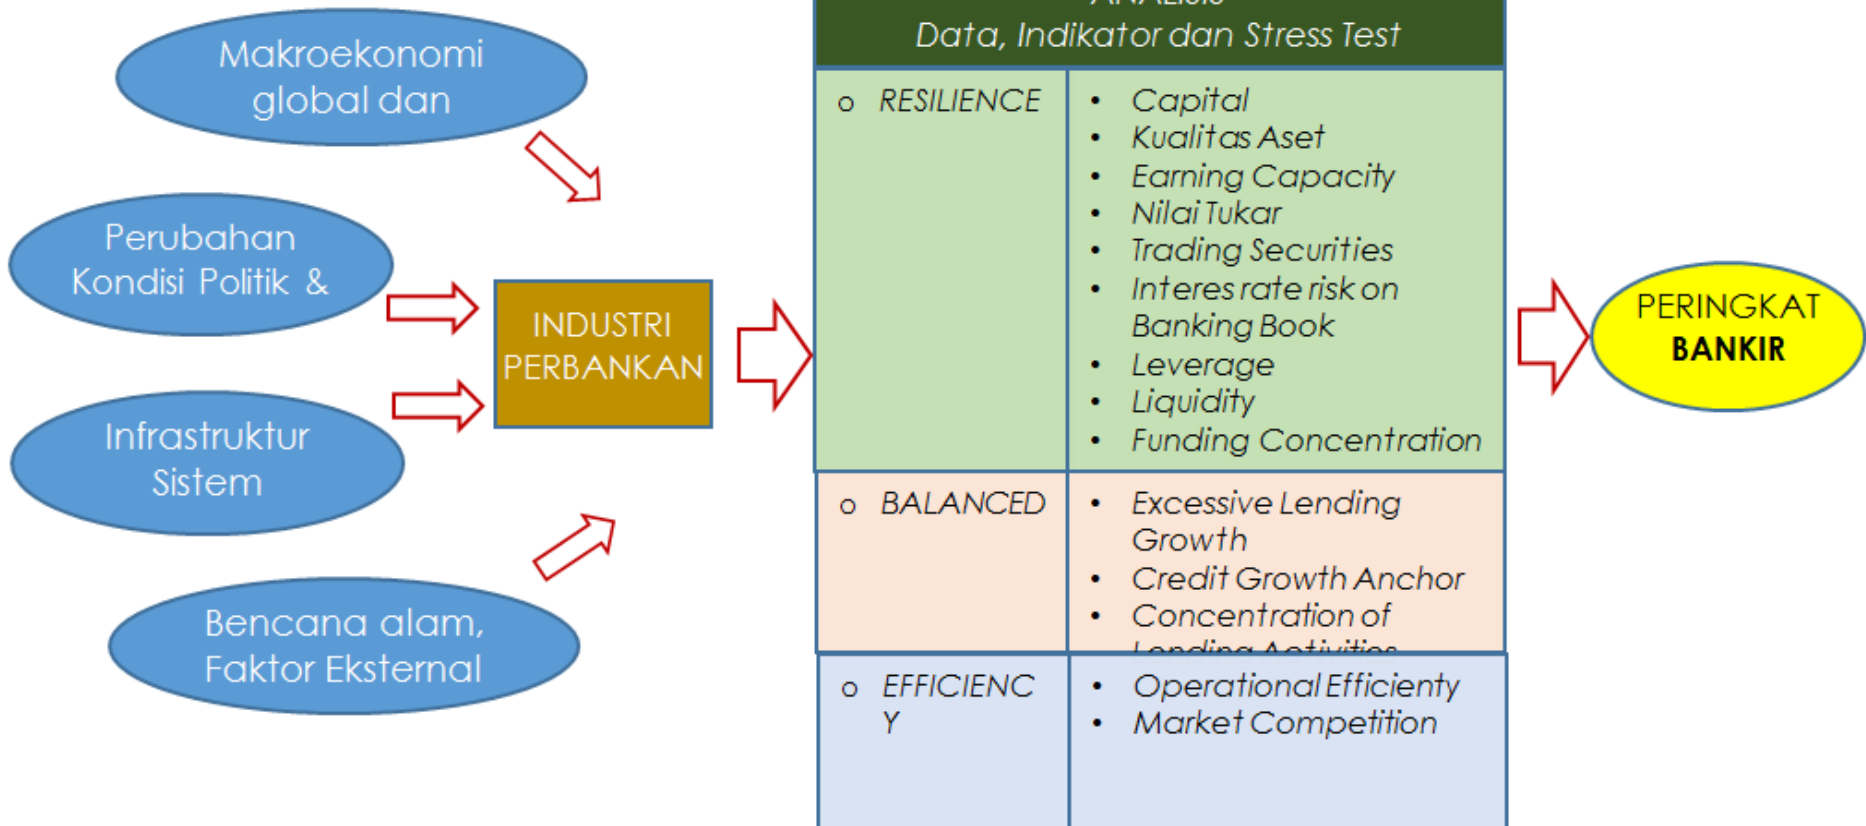 Makroekonomi
global dan
Perubahan
Kondisi Politik &
Infrastruktur
Sistem
Bencana alam,
Faktor Eksternal
INDUSTRI
PERBANKAN
Data, Indikator dan Stress Test
o RESILIENCE
• Capital
• Kualitas Aset
• Earning Capacity
• Nilai Tukar
• Trading Securities
• Interes rate risk on
Banking Book
• Leverage
• Liquidity
• Funding Concentration
o BALANCED
• Excessive Lending
Growth
• Credit Growth Anchor
• Concentration of
Lending Activities
o EFFICIENC
Y
• Operational Efficienty
• Market Competition
PERINGKAT
BANKIR